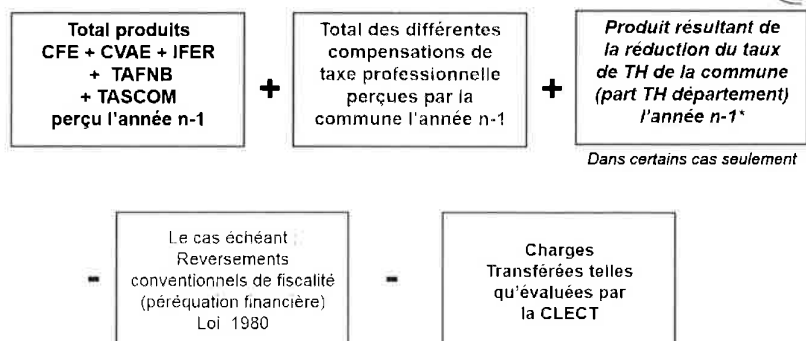 Total produits
CFE + CVAE + IFER
+ TAFNB
+ TASCOM
perçu l'année n-1
+
Total des différentes
compensations de
taxe professionnelle
perçues par la
commune l'année n-1
+
Produit résultant de
la réduction du taux
de TH de la commune
(part TH département)
l'année n-1*
Dans certains cas seulement
-
Le cas échéant :
Reversements
conventionnels de fiscalité
(péréquation financière)
Loi 1980
-
Charges
Transférées telles
qu'évaluées par
la CLECT